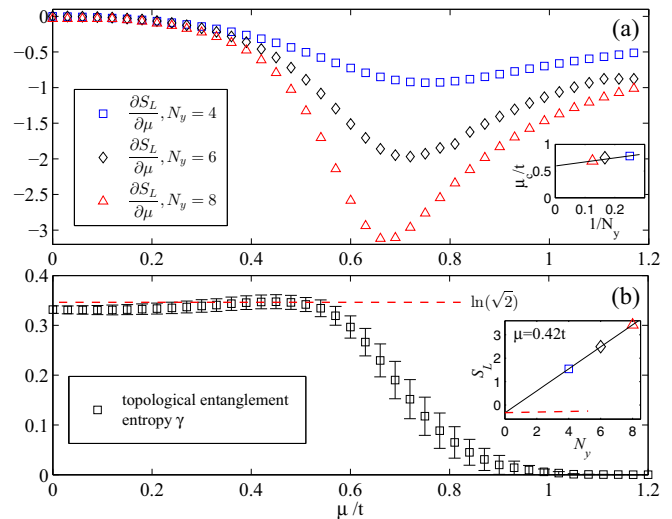 (a)
0
−0.5
−1
−1.5
−2
−2.5
−3
∂S_L/∂μ, N_y = 4
∂S_L/∂μ, N_y = 6
∂S_L/∂μ, N_y = 8
μ_c/t
1
0.5
0
0 0.1 0.2
1/N_y
0 0.2 0.4 0.6 0.8 1 1.2
(b)
0.4
0.3
0.2
0.1
0
ln(√2)
topological entanglement
entropy γ
μ=0.42t
S_L
3
2
1
0
0 4 6 8
N_y
0 0.2 0.4 0.6 0.8 1 1.2
μ/t